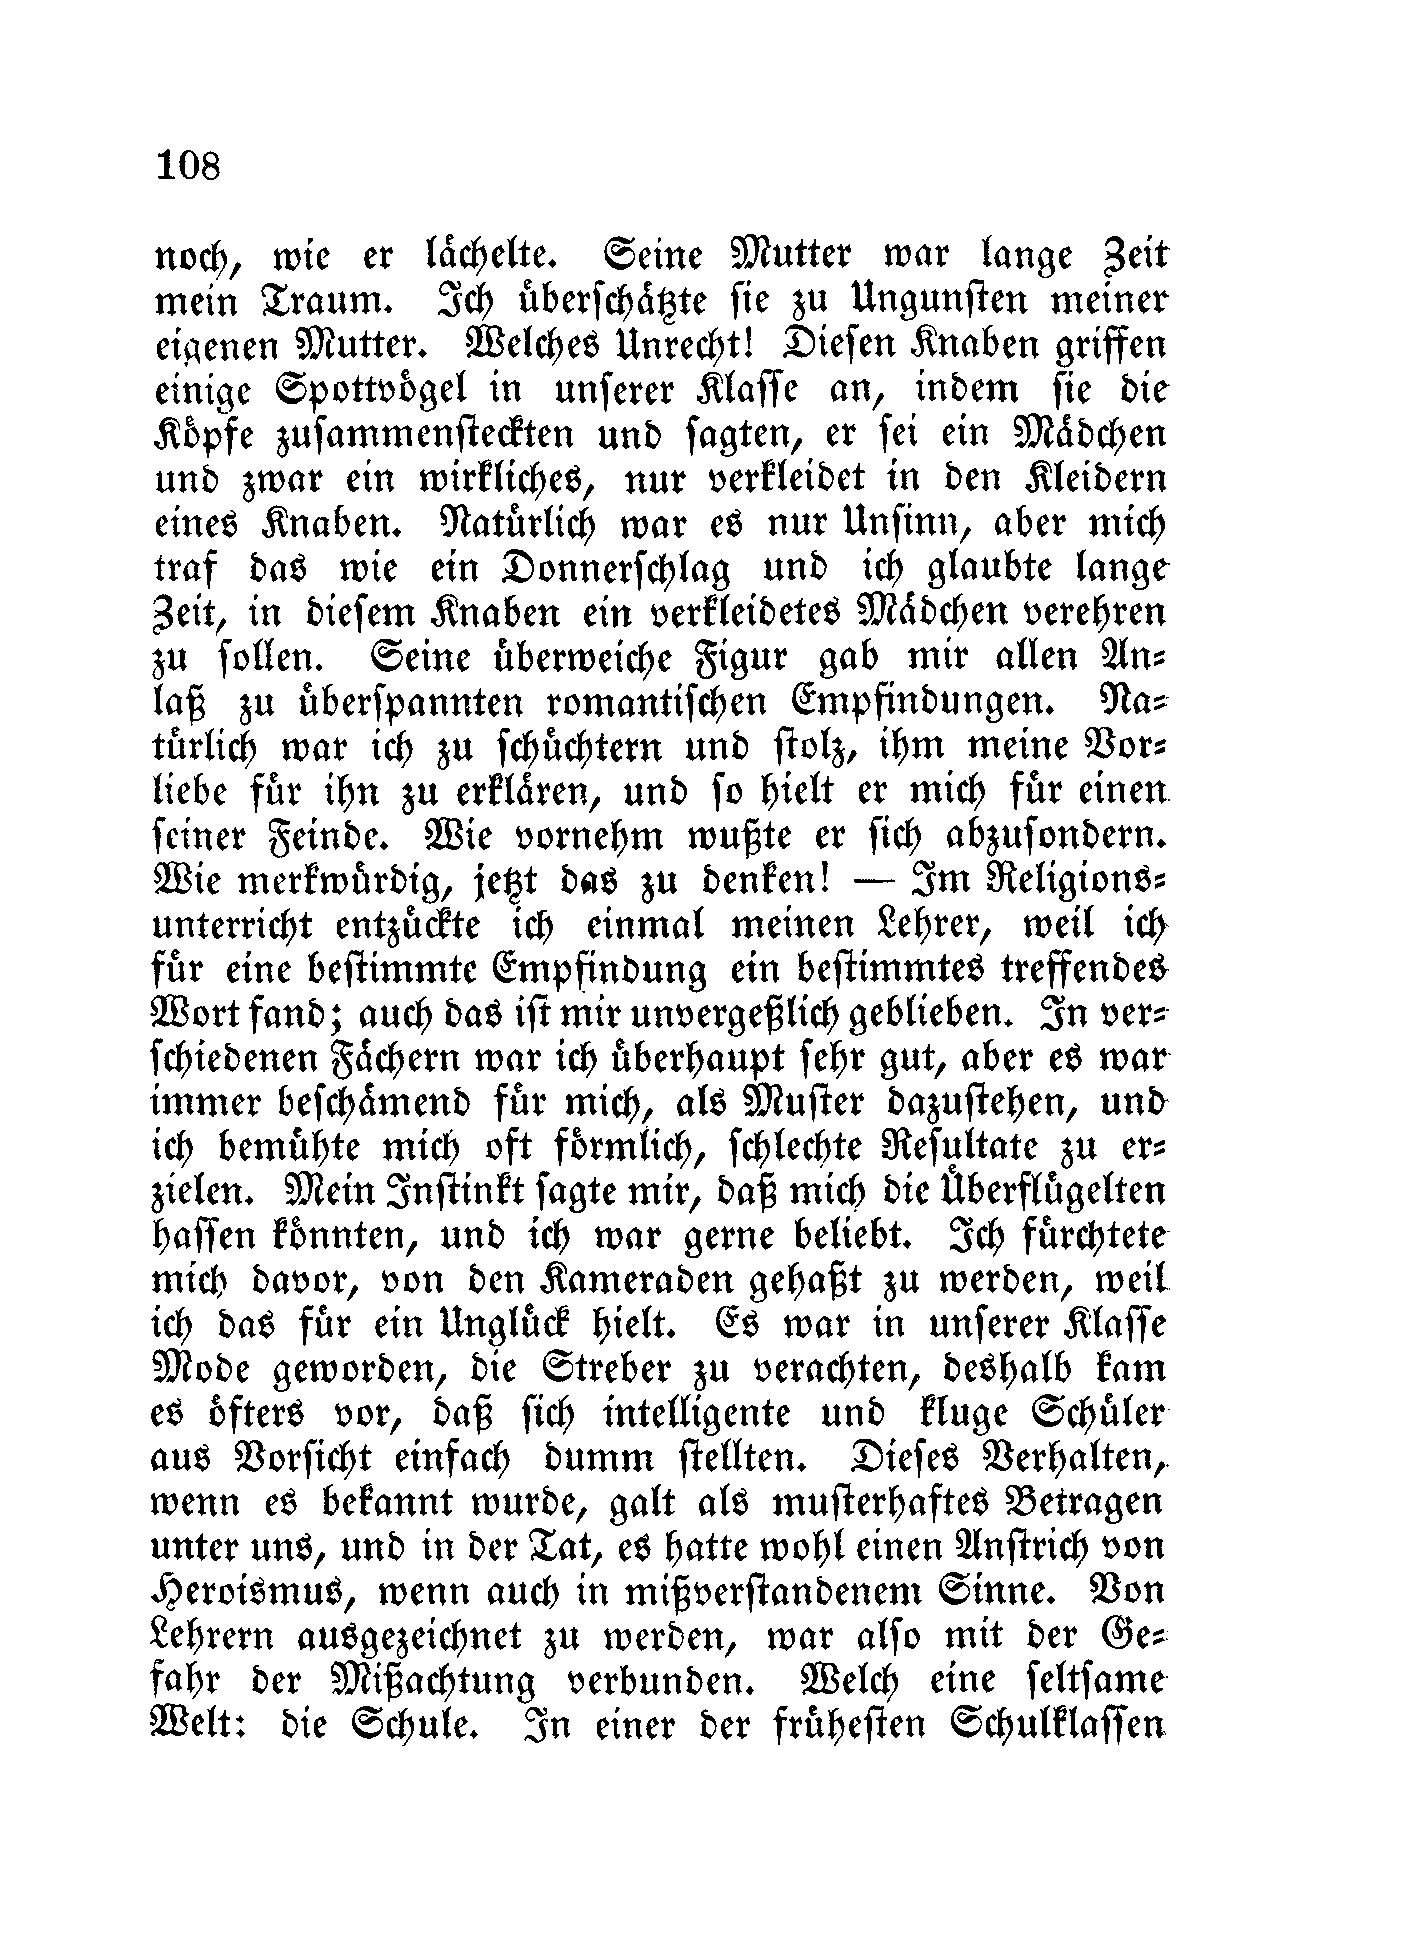 108
noch, wie er lächelte. Seine Mutter war lange Zeit
mein Traum. Ich überschätzte sie zu Ungunsten meiner
eigenen Mutter. Welches Unrecht! Diesen Knaben griffen
einige Spottvögel in unserer Klasse an, indem sie die
Köpfe zusammensteckten und sagten, er sei ein Mädchen
und zwar ein wirkliches, nur verkleidet in den Kleidern
eines Knaben. Natürlich war es nur Unsinn, aber mich
traf das wie ein Donnerschlag und ich glaubte lange
Zeit, in diesem Knaben ein verkleidetes Mädchen verehren
zu sollen. Seine überweiche Figur gab mir allen An-
laß zu überspannten romantischen Empfindungen. Na-
türlich war ich zu schüchtern und stolz, ihm meine Vor-
liebe für ihn zu erklären, und so hielt er mich für einen
seiner Feinde. Wie vornehm wußte er sich abzusondern.
Wie merkwürdig, jetzt das zu denken! — Im Religions-
unterricht entzückte ich einmal meinen Lehrer, weil ich
für eine bestimmte Empfindung ein bestimmtes treffendes
Wort fand; auch das ist mir unvergeßlich geblieben. In ver-
schiedenen Fächern war ich überhaupt sehr gut, aber es war
immer beschämend für mich, als Muster dazustehen, und
ich bemühte mich oft förmlich, schlechte Resultate zu er-
zielen. Mein Instinkt sagte mir, daß mich die Überflügelten
hassen könnten, und ich war gerne beliebt. Ich fürchtete
mich davor, von den Kameraden gehaßt zu werden, weil
ich das für ein Unglück hielt. Es war in unserer Klasse
Mode geworden, die Streber zu verachten, deshalb kam
es öfters vor, daß sich intelligente und kluge Schüler
aus Vorsicht einfach dumm stellten. Dieses Verhalten,
wenn es bekannt wurde, galt als musterhaftes Betragen
unter uns, und in der Tat, es hatte wohl einen Anstrich von
Heroismus, wenn auch in mißverstandenem Sinne. Von
Lehrern ausgezeichnet zu werden, war also mit der Ge-
fahr der Mißachtung verbunden. Welch eine seltsame
Welt: die Schule. In einer der frühesten Schulklassen